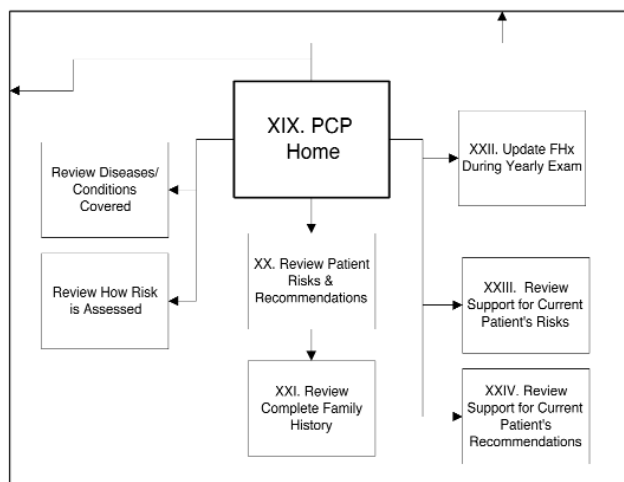 XIX. PCP
Home
XXII. Update FHx
During Yearly Exam
Review Diseases/
Conditions
Covered
XX. Review Patient
Risks &
Recommendations
Review How Risk
is Assessed
XXIII. Review
Support for Current
Patient's Risks
XXI. Review
Complete Family
History
XXIV. Review
Support for Current
Patient's
Recommendations